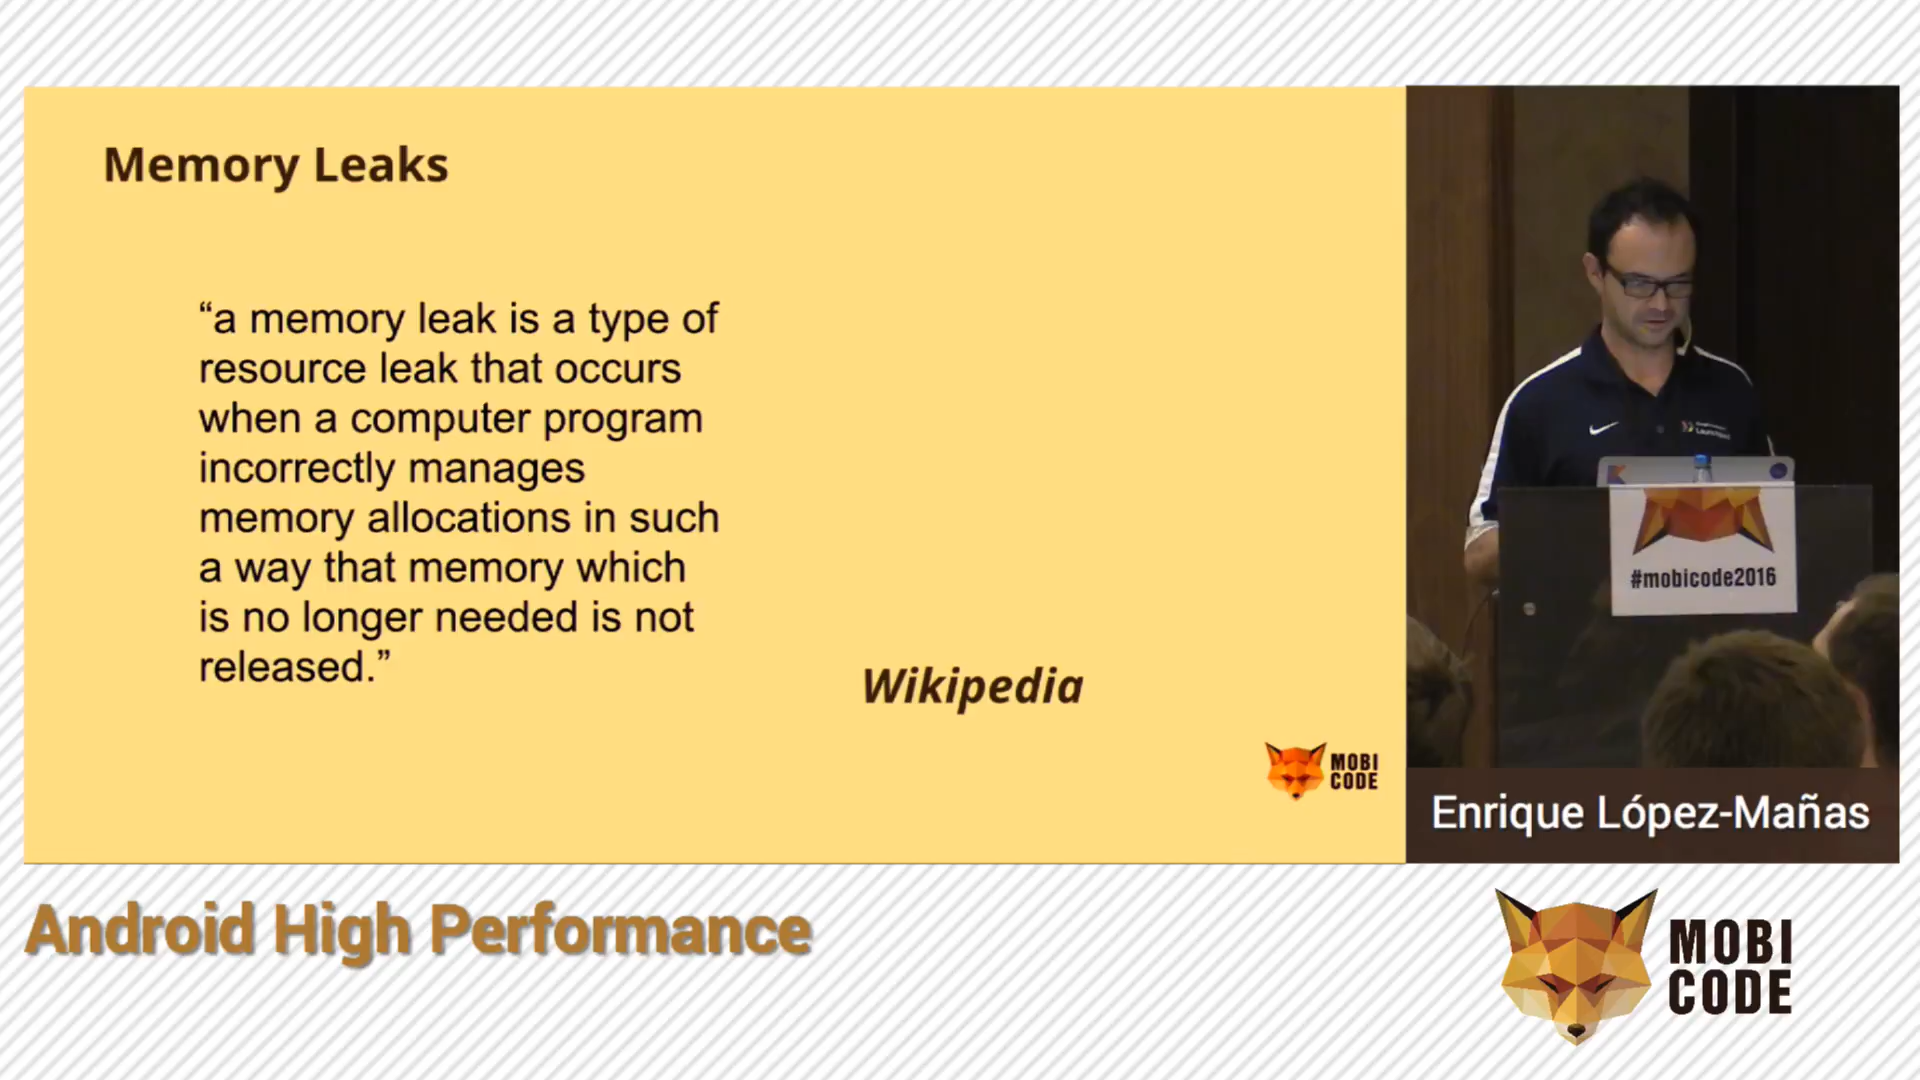 Memory Leaks
“a memory leak is a type of
resource leak that occurs
when a computer program
incorrectly manages
memory allocations in such
a way that memory which
is no longer needed is not
released.”
Wikipedia
MOBI
CODE
#mobicode2016
Enrique López-Mañas
Android High Performance
MOBI
CODE